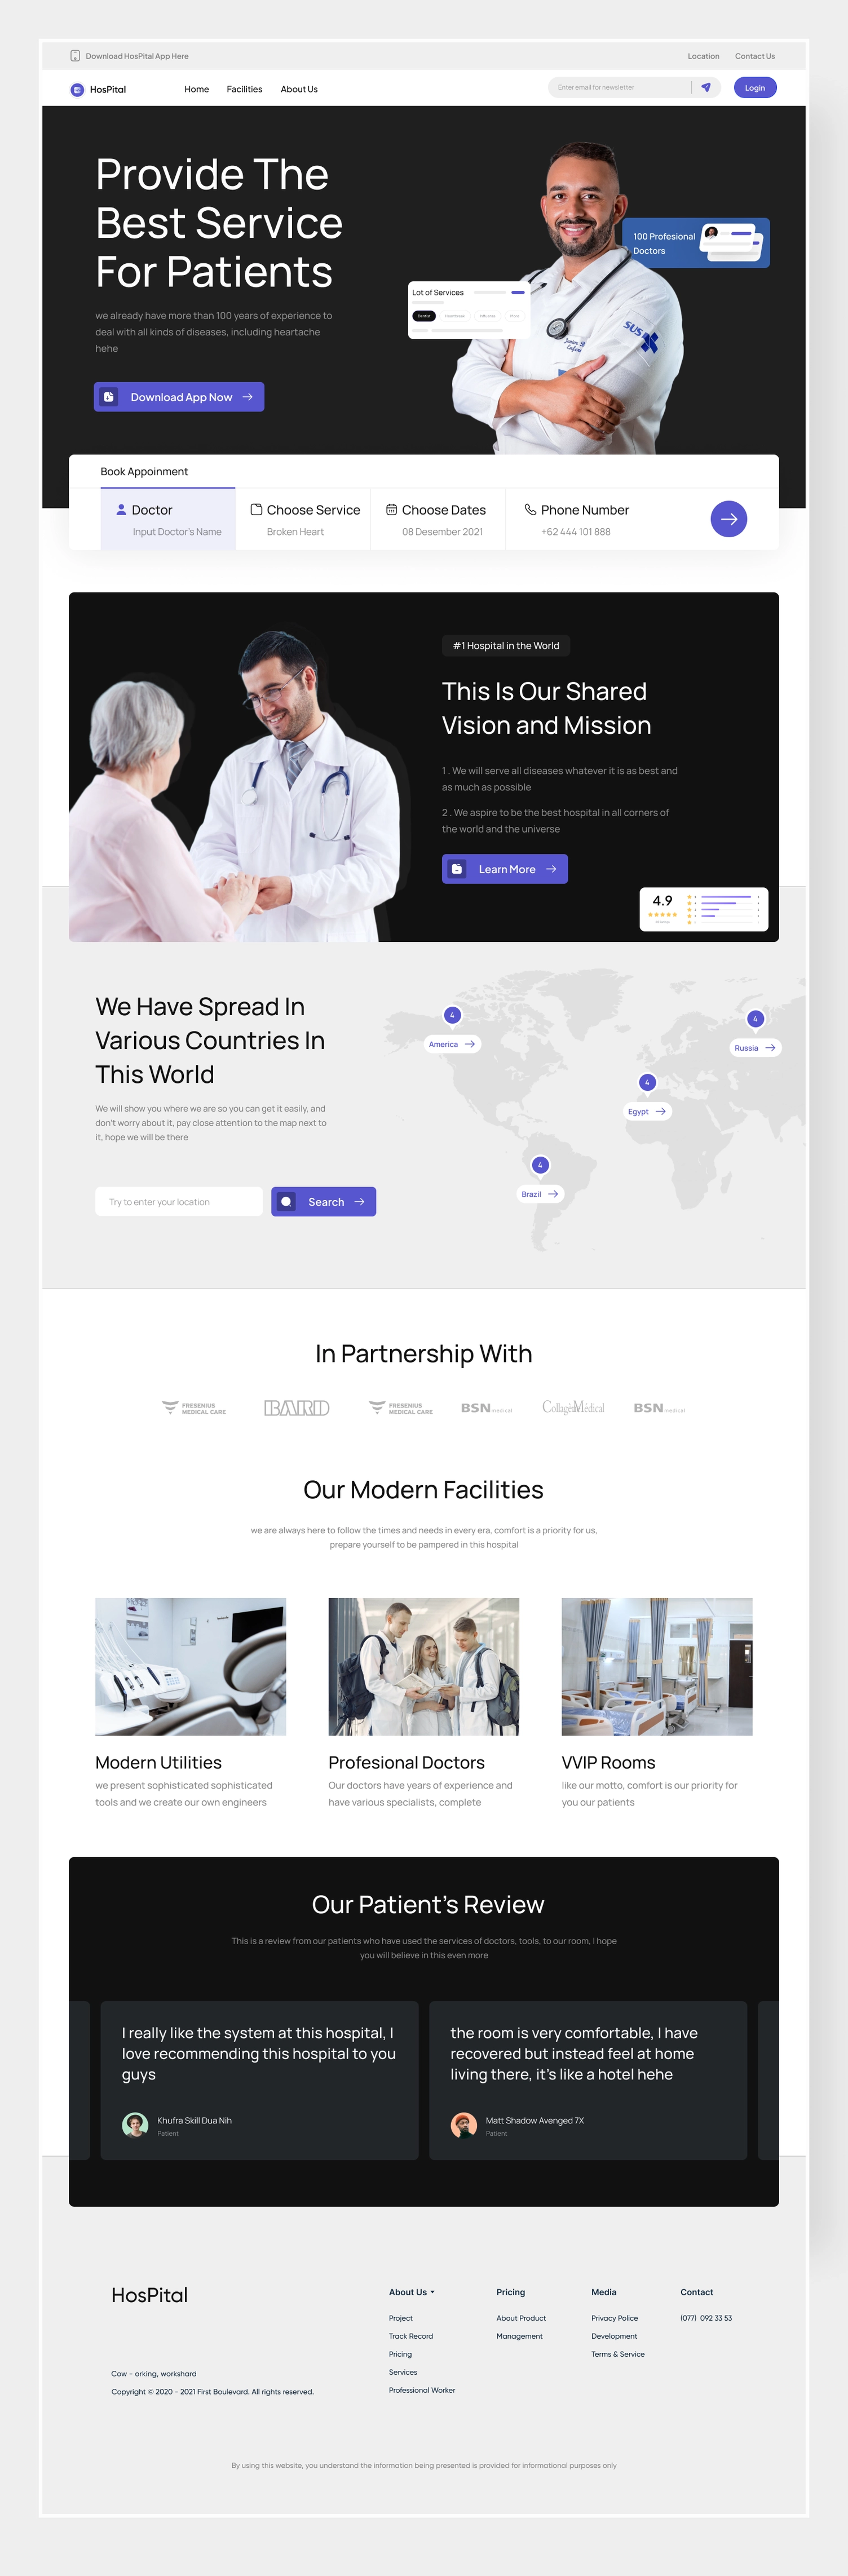 Download HosPital App Here
Location
Contact Us
HosPital
Home
Facilities
About Us
Enter email for newsletter
Login
Provide The
Best Service
For Patients
we already have more than 100 years of experience to
deal with all kinds of diseases, including heartache
hehe
Download App Now
100 Profesional
Doctors
Lot of Services
Dentist
Influenza
More
SUS
Book Appoinment
Doctor
Input Doctor's Name
Choose Service
Broken Heart
Choose Dates
08 Desember 2021
Phone Number
+62 444 101 888
#1 Hospital in the World
This Is Our Shared
Vision and Mission
1 . We will serve all diseases whatever it is as best and
as much as possible
2 . We aspire to be the best hospital in all corners of
the world and the universe
Learn More
4.9
We Have Spread In
Various Countries In
This World
We will show you where we are so you can get it easily, and
don't worry about it, pay close attention to the map next to
it, hope we will be there
Try to enter your location
Search
4
America
4
Russia
4
Egypt
4
Brazil
In Partnership With
FRESENIUS
MEDICAL CARE
BARD
FRESENIUS
MEDICAL CARE
BSN medical
CollagenMédical
BSN medical
Our Modern Facilities
we are always here to follow the times and needs in every era, comfort is a priority for us,
prepare yourself to be pampered in this hospital
Modern Utilities
we present sophisticated sophisticated
tools and we create our own engineers
Profesional Doctors
Our doctors have years of experience and
have various specialists, complete
VVIP Rooms
like our motto, comfort is our priority for
you our patients
Our Patient's Review
This is a review from our patients who have used the services of doctors, tools, to our room, I hope
you will believe in this even more
I really like the system at this hospital, I
love recommending this hospital to you
guys
Khufra Skill Dua Nih
Patient
the room is very comfortable, I have
recovered but instead feel at home
living there, it's like a hotel hehe
Matt Shadow Avenged 7X
Patient
HosPital
Cow - orking, workshard
Copyright © 2020 - 2021 First Boulevard. All rights reserved.
About Us
Project
Track Record
Pricing
Services
Professional Worker
Pricing
About Product
Management
Media
Privacy Police
Development
Terms & Service
Contact
(077) 092 33 53
By using this website, you understand the information being presented is provided for informational purposes only